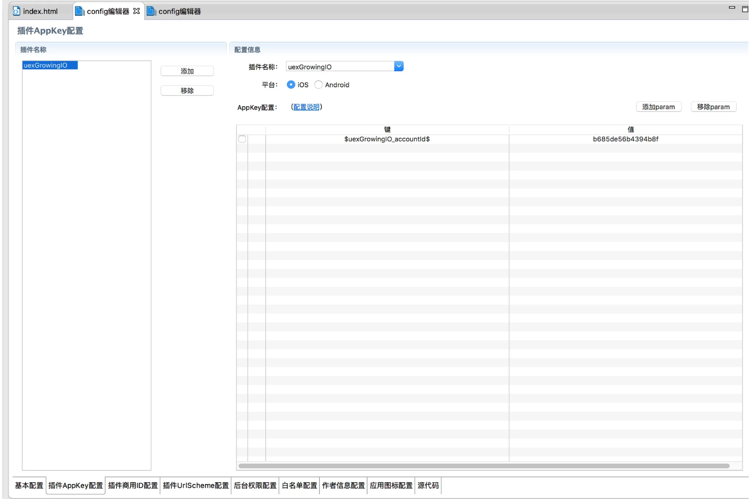 index.html config编辑器 config编辑器
插件AppKey配置
插件名称 配置信息
uexGrowingIO 添加 移除
插件名称： uexGrowingIO
平台： iOS Android
AppKey配置： （配置说明） 添加param 移除param
键 值
$uexGrowingIO_accountId$ b685de56b4394b8f
基本配置 插件AppKey配置 插件商用ID配置 插件UrlScheme配置 后台权限配置 白名单配置 作者信息配置 应用图标配置 源代码